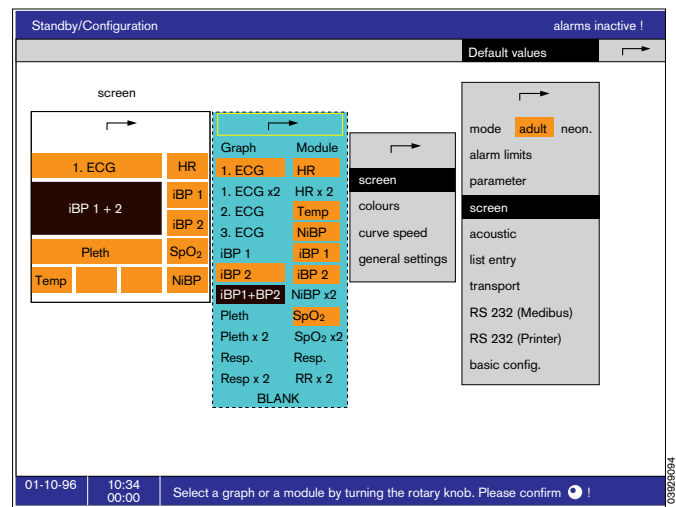 Standby/Configuration alarms inactive !
Default values
screen
1. ECG HR
iBP 1 + 2 iBP 1
iBP 2
Pleth SpO₂
Temp NiBP
Graph Module
1. ECG HR
1. ECG x2 HR x 2
2. ECG Temp
3. ECG NiBP
iBP 1 iBP 1
iBP 2 iBP 2
iBP1+BP2 NiBP x2
Pleth SpO₂
Pleth x 2 SpO₂ x2
Resp. Resp.
Resp x 2 RR x 2
BLANK
screen
colours
curve speed
general settings
mode adult neon.
alarm limits
parameter
screen
acoustic
list entry
transport
RS 232 (Medibus)
RS 232 (Printer)
basic config.
01-10-96 10:34
00:00
Select a graph or a module by turning the rotary knob. Please confirm !
03929094